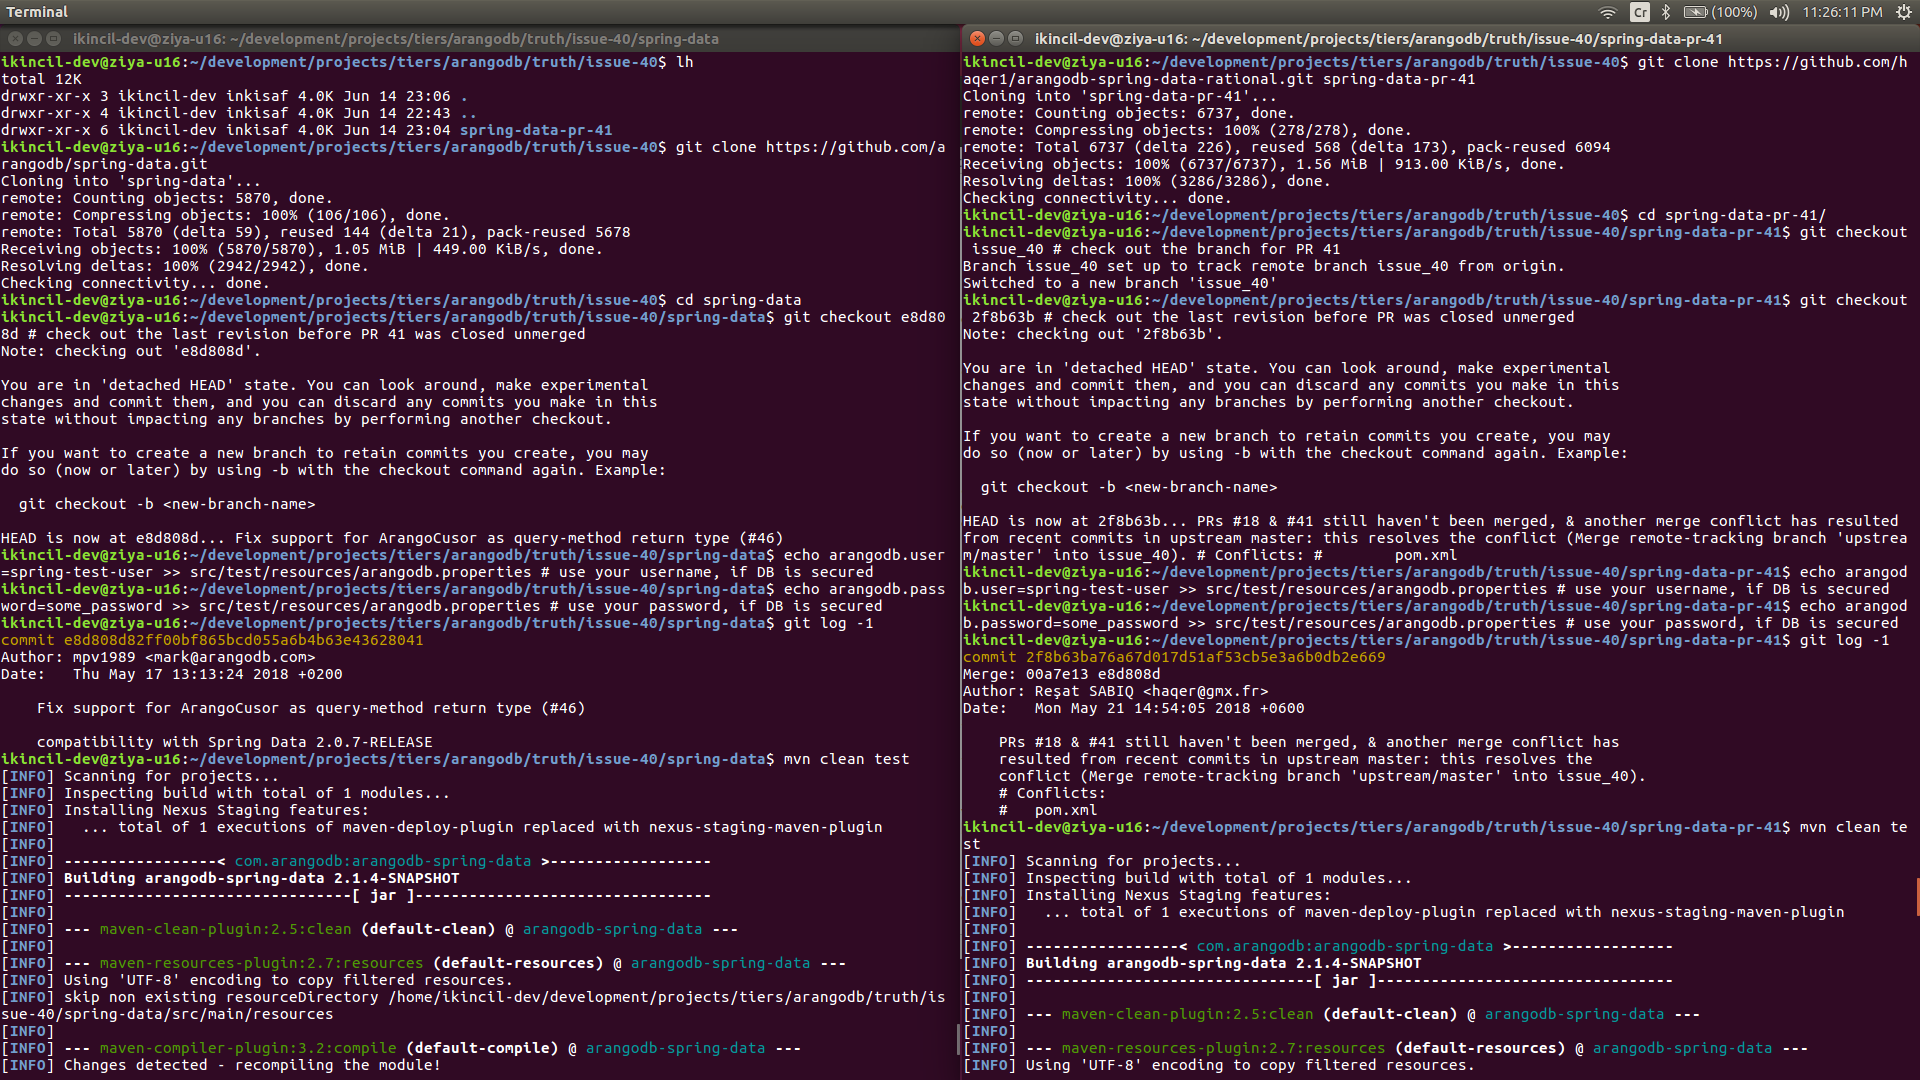 Terminal
Cr
(100%)
11:26:11 PM
ikincil-dev@ziya-u16: ~/development/projects/tiers/arangodb/truth/issue-40/spring-data
ikincil-dev@ziya-u16:~/development/projects/tiers/arangodb/truth/issue-40$ lh
total 12K
drwxr-xr-x 3 ikincil-dev inkisaf 4.0K Jun 14 23:06 .
drwxr-xr-x 4 ikincil-dev inkisaf 4.0K Jun 14 22:43 ..
drwxr-xr-x 6 ikincil-dev inkisaf 4.0K Jun 14 23:04 spring-data-pr-41
ikincil-dev@ziya-u16:~/development/projects/tiers/arangodb/truth/issue-40$ git clone https://github.com/a
rangodb/spring-data.git
Cloning into 'spring-data'...
remote: Counting objects: 5870, done.
remote: Compressing objects: 100% (106/106), done.
remote: Total 5870 (delta 59), reused 144 (delta 21), pack-reused 5678
Receiving objects: 100% (5870/5870), 1.05 MiB | 449.00 KiB/s, done.
Resolving deltas: 100% (2942/2942), done.
Checking connectivity... done.
ikincil-dev@ziya-u16:~/development/projects/tiers/arangodb/truth/issue-40$ cd spring-data
ikincil-dev@ziya-u16:~/development/projects/tiers/arangodb/truth/issue-40/spring-data$ git checkout e8d80
8d # check out the last revision before PR 41 was closed unmerged
Note: checking out 'e8d808d'.

You are in 'detached HEAD' state. You can look around, make experimental
changes and commit them, and you can discard any commits you make in this
state without impacting any branches by performing another checkout.

If you want to create a new branch to retain commits you create, you may
do so (now or later) by using -b with the checkout command again. Example:

  git checkout -b <new-branch-name>

HEAD is now at e8d808d... Fix support for ArangoCusor as query-method return type (#46)
ikincil-dev@ziya-u16:~/development/projects/tiers/arangodb/truth/issue-40/spring-data$ echo arangodb.user
=spring-test-user >> src/test/resources/arangodb.properties # use your username, if DB is secured
ikincil-dev@ziya-u16:~/development/projects/tiers/arangodb/truth/issue-40/spring-data$ echo arangodb.pass
word=some_password >> src/test/resources/arangodb.properties # use your password, if DB is secured
ikincil-dev@ziya-u16:~/development/projects/tiers/arangodb/truth/issue-40/spring-data$ git log -1
commit e8d808d82ff00bf865bcd055a6b4b63e43628041
Author: mpv1989 <mark@arangodb.com>
Date:   Thu May 17 13:13:24 2018 +0200

    Fix support for ArangoCusor as query-method return type (#46)

    compatibility with Spring Data 2.0.7-RELEASE
ikincil-dev@ziya-u16:~/development/projects/tiers/arangodb/truth/issue-40/spring-data$ mvn clean test
[INFO] Scanning for projects...
[INFO] Inspecting build with total of 1 modules...
[INFO] Installing Nexus Staging features:
[INFO]   ... total of 1 executions of maven-deploy-plugin replaced with nexus-staging-maven-plugin
[INFO]
[INFO] -----------------< com.arangodb:arangodb-spring-data >------------------
[INFO] Building arangodb-spring-data 2.1.4-SNAPSHOT
[INFO] --------------------------------[ jar ]---------------------------------
[INFO]
[INFO] --- maven-clean-plugin:2.5:clean (default-clean) @ arangodb-spring-data ---
[INFO]
[INFO] --- maven-resources-plugin:2.7:resources (default-resources) @ arangodb-spring-data ---
[INFO] Using 'UTF-8' encoding to copy filtered resources.
[INFO] skip non existing resourceDirectory /home/ikincil-dev/development/projects/tiers/arangodb/truth/is
sue-40/spring-data/src/main/resources
[INFO]
[INFO] --- maven-compiler-plugin:3.2:compile (default-compile) @ arangodb-spring-data ---
[INFO] Changes detected - recompiling the module!
ikincil-dev@ziya-u16: ~/development/projects/tiers/arangodb/truth/issue-40/spring-data-pr-41
ikincil-dev@ziya-u16:~/development/projects/tiers/arangodb/truth/issue-40$ git clone https://github.com/h
aqer1/arangodb-spring-data-rational.git spring-data-pr-41
Cloning into 'spring-data-pr-41'...
remote: Counting objects: 6737, done.
remote: Compressing objects: 100% (278/278), done.
remote: Total 6737 (delta 226), reused 568 (delta 173), pack-reused 6094
Receiving objects: 100% (6737/6737), 1.56 MiB | 913.00 KiB/s, done.
Resolving deltas: 100% (3286/3286), done.
Checking connectivity... done.
ikincil-dev@ziya-u16:~/development/projects/tiers/arangodb/truth/issue-40$ cd spring-data-pr-41/
ikincil-dev@ziya-u16:~/development/projects/tiers/arangodb/truth/issue-40/spring-data-pr-41$ git checkout
 issue_40 # check out the branch for PR 41
Branch issue_40 set up to track remote branch issue_40 from origin.
Switched to a new branch 'issue_40'
ikincil-dev@ziya-u16:~/development/projects/tiers/arangodb/truth/issue-40/spring-data-pr-41$ git checkout
 2f8b63b # check out the last revision before PR was closed unmerged
Note: checking out '2f8b63b'.

You are in 'detached HEAD' state. You can look around, make experimental
changes and commit them, and you can discard any commits you make in this
state without impacting any branches by performing another checkout.

If you want to create a new branch to retain commits you create, you may
do so (now or later) by using -b with the checkout command again. Example:

  git checkout -b <new-branch-name>

HEAD is now at 2f8b63b... PRs #18 & #41 still haven't been merged, & another merge conflict has resulted
from recent commits in upstream master: this resolves the conflict (Merge remote-tracking branch 'upstrea
m/master' into issue_40). # Conflicts: #        pom.xml
ikincil-dev@ziya-u16:~/development/projects/tiers/arangodb/truth/issue-40/spring-data-pr-41$ echo arangod
b.user=spring-test-user >> src/test/resources/arangodb.properties # use your username, if DB is secured
ikincil-dev@ziya-u16:~/development/projects/tiers/arangodb/truth/issue-40/spring-data-pr-41$ echo arangod
b.password=some_password >> src/test/resources/arangodb.properties # use your password, if DB is secured
ikincil-dev@ziya-u16:~/development/projects/tiers/arangodb/truth/issue-40/spring-data-pr-41$ git log -1
commit 2f8b63ba76a67d017d51af53cb5e3a6b0db2e669
Merge: 00a7e13 e8d808d
Author: Reşat SABIQ <haqer@gmx.fr>
Date:   Mon May 21 14:54:05 2018 +0600

    PRs #18 & #41 still haven't been merged, & another merge conflict has
    resulted from recent commits in upstream master: this resolves the
    conflict (Merge remote-tracking branch 'upstream/master' into issue_40).
    # Conflicts:
    #   pom.xml
ikincil-dev@ziya-u16:~/development/projects/tiers/arangodb/truth/issue-40/spring-data-pr-41$ mvn clean te
st
[INFO] Scanning for projects...
[INFO] Inspecting build with total of 1 modules...
[INFO] Installing Nexus Staging features:
[INFO]   ... total of 1 executions of maven-deploy-plugin replaced with nexus-staging-maven-plugin
[INFO]
[INFO] -----------------< com.arangodb:arangodb-spring-data >------------------
[INFO] Building arangodb-spring-data 2.1.4-SNAPSHOT
[INFO] --------------------------------[ jar ]---------------------------------
[INFO]
[INFO] --- maven-clean-plugin:2.5:clean (default-clean) @ arangodb-spring-data ---
[INFO]
[INFO] --- maven-resources-plugin:2.7:resources (default-resources) @ arangodb-spring-data ---
[INFO] Using 'UTF-8' encoding to copy filtered resources.